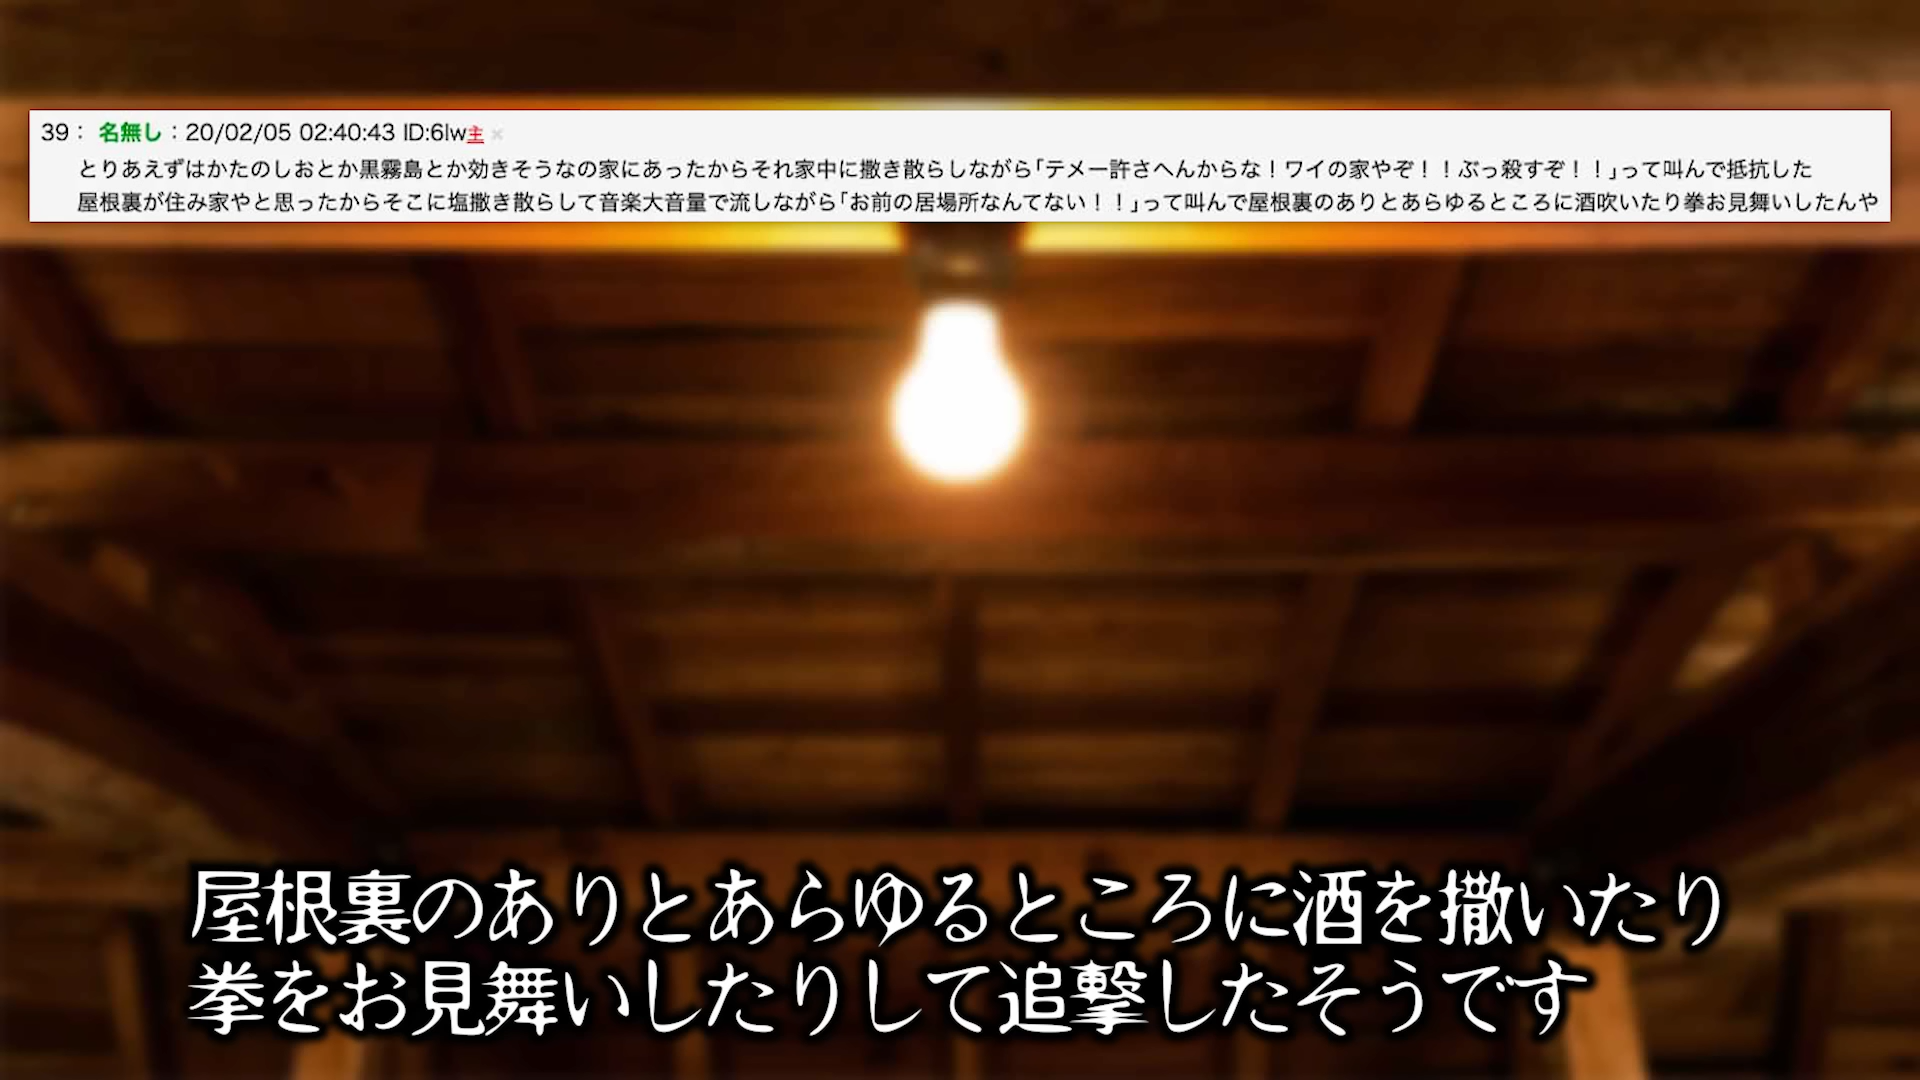 39： 名無し：20/02/05 02:40:43 ID:6lw主 ×
とりあえずはかたのしおとか黒霧島とか効きそうなの家にあったからそれ家中に撒き散らしながら「テメー許さへんからな！ワイの家やぞ！！ぶっ殺すぞ！！」って叫んで抵抗した
屋根裏が住み家やと思ったからそこに塩撒き散らして音楽大音量で流しながら「お前の居場所なんてない！！」って叫んで屋根裏のありとあらゆるところに酒吹いたり拳お見舞いしたんや
屋根裏のありとあらゆるところに酒を撒いたり
拳をお見舞いしたりして追撃したそうです